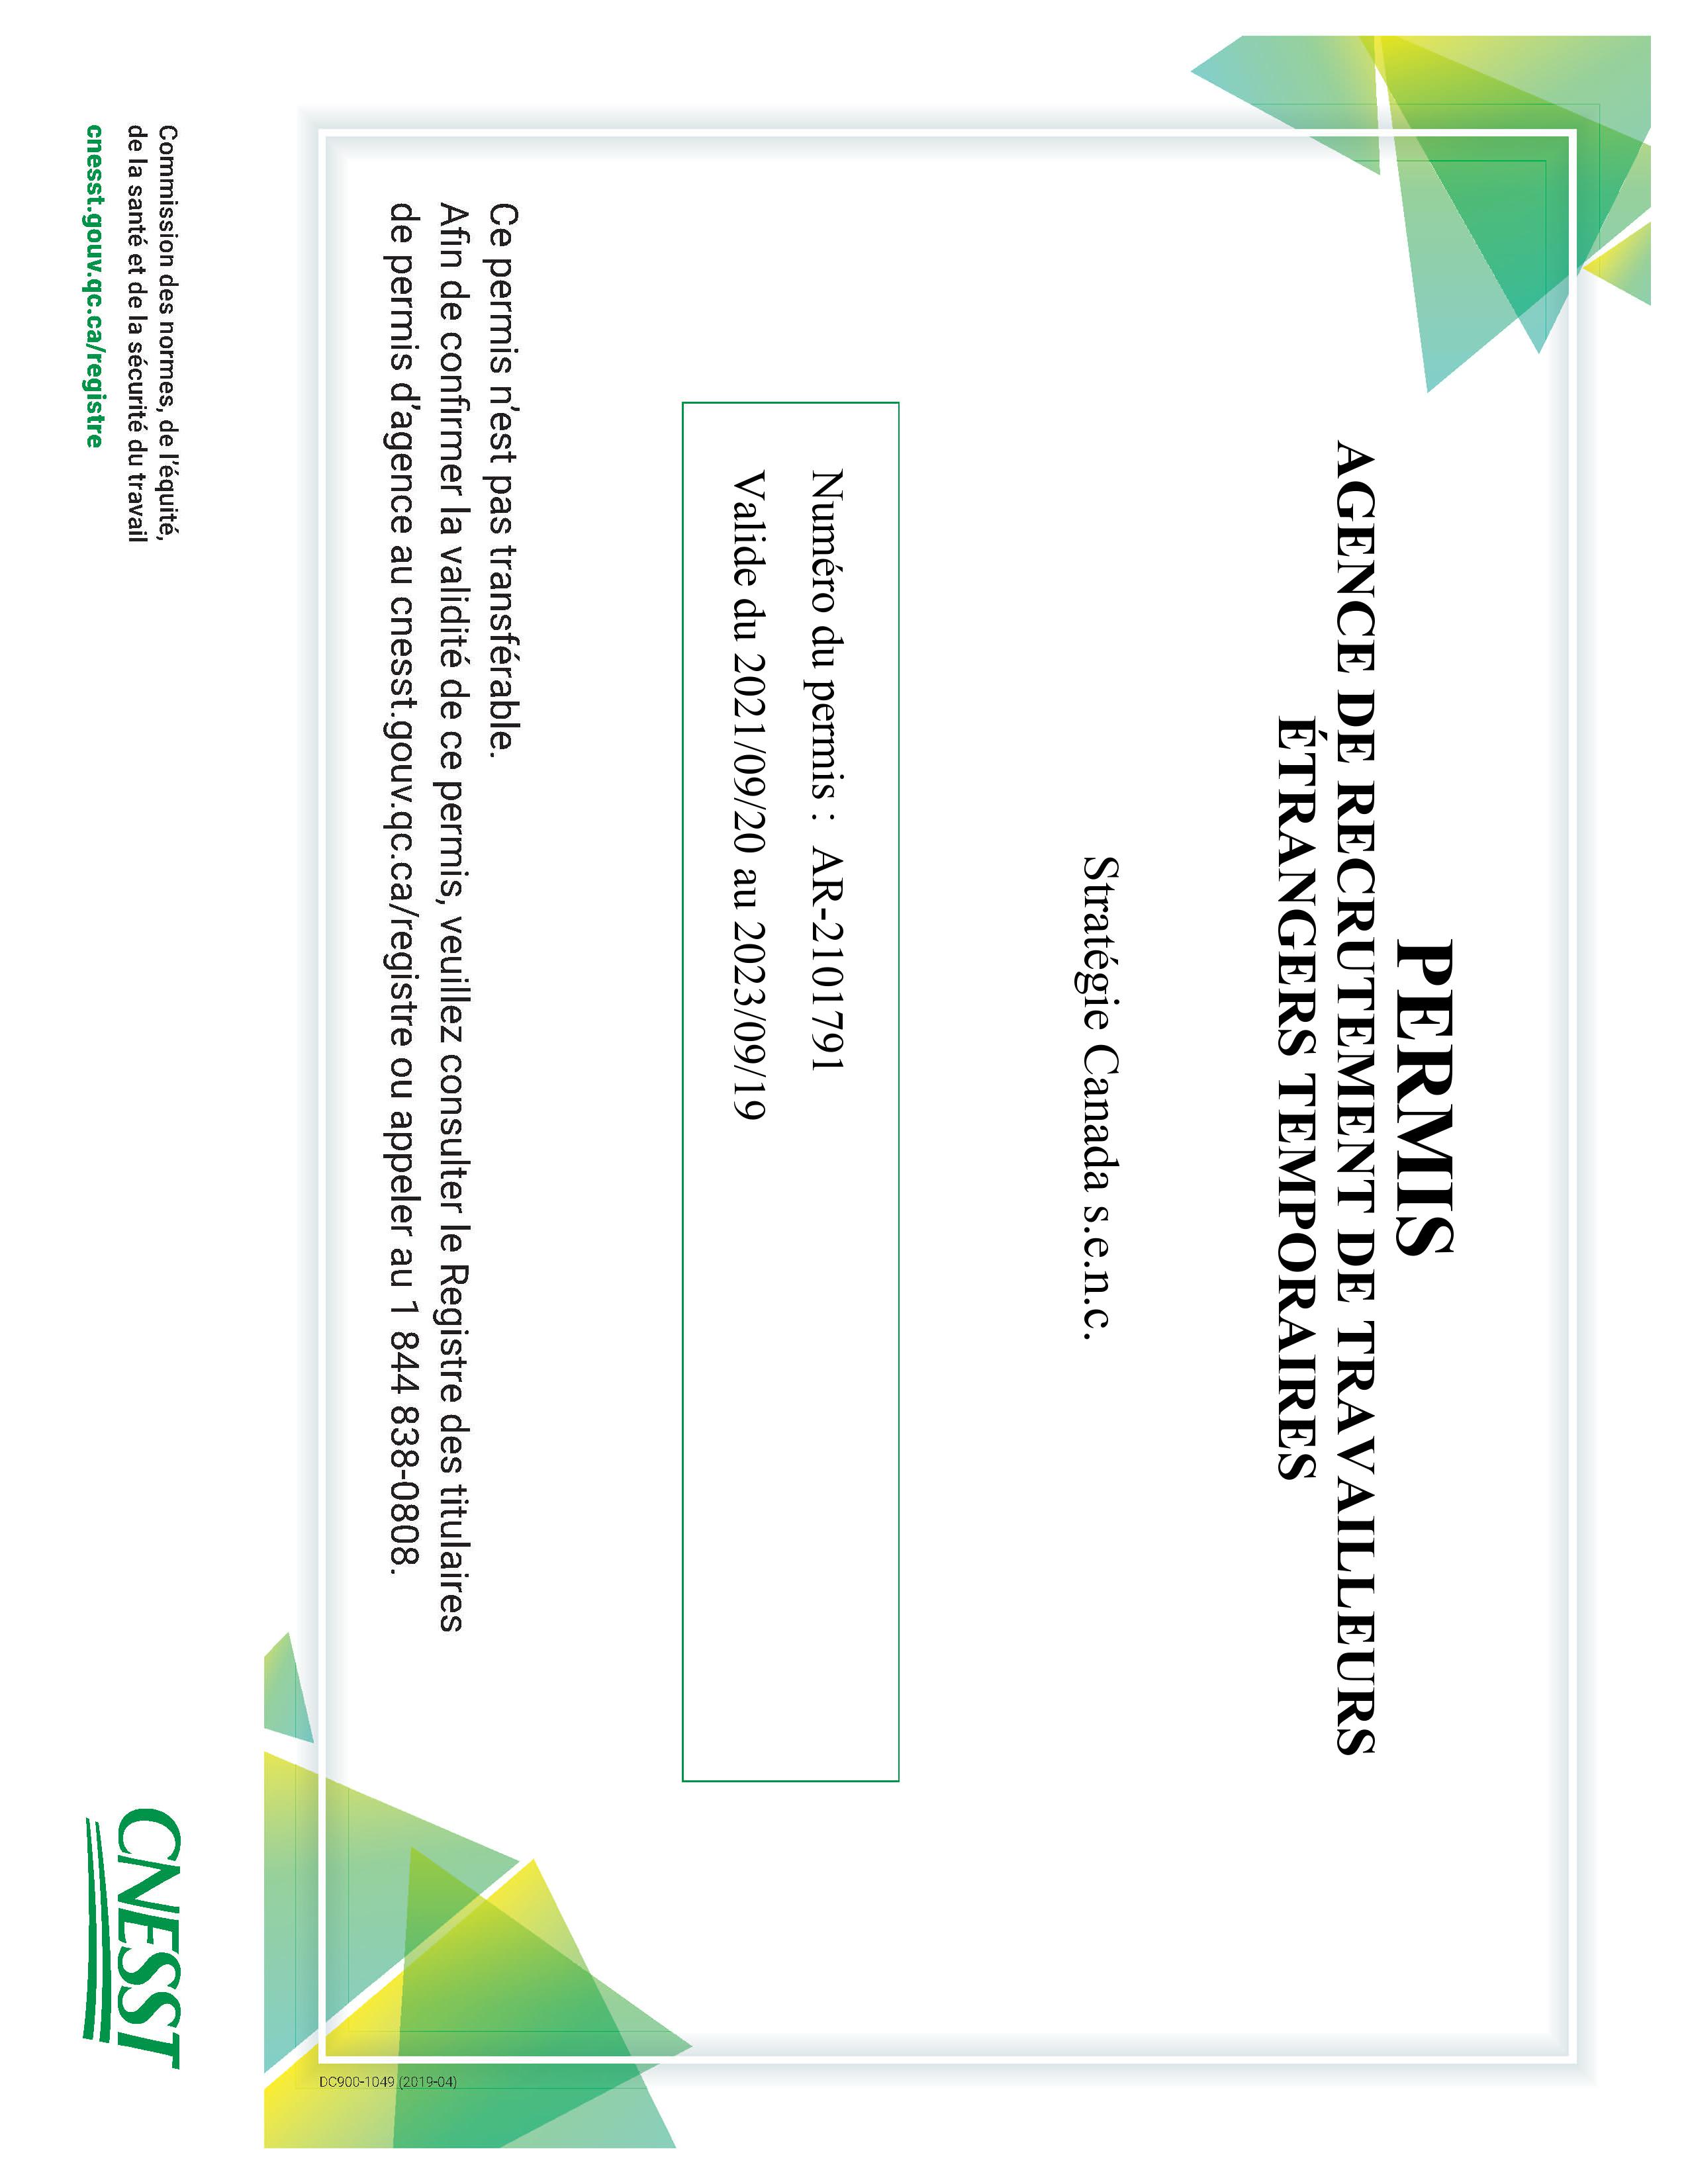 PERMIS
AGENCE DE RECRUTEMENT DE TRAVAILLEURS
ÉTRANGERS TEMPORAIRES
Stratégie Canada s.e.n.c.
Numéro du permis : AR-2101791
Valide du 2021/09/20 au 2023/09/19
Ce permis n’est pas transférable.
Afin de confirmer la validité de ce permis, veuillez consulter le Registre des titulaires
de permis d’agence au cnesst.gouv.qc.ca/registre ou appeler au 1 844 838-0808.
DC900-1049 (2019-04)
Commission des normes, de l’équité,
de la santé et de la sécurité du travail
cnesst.gouv.qc.ca/registre
CNESST